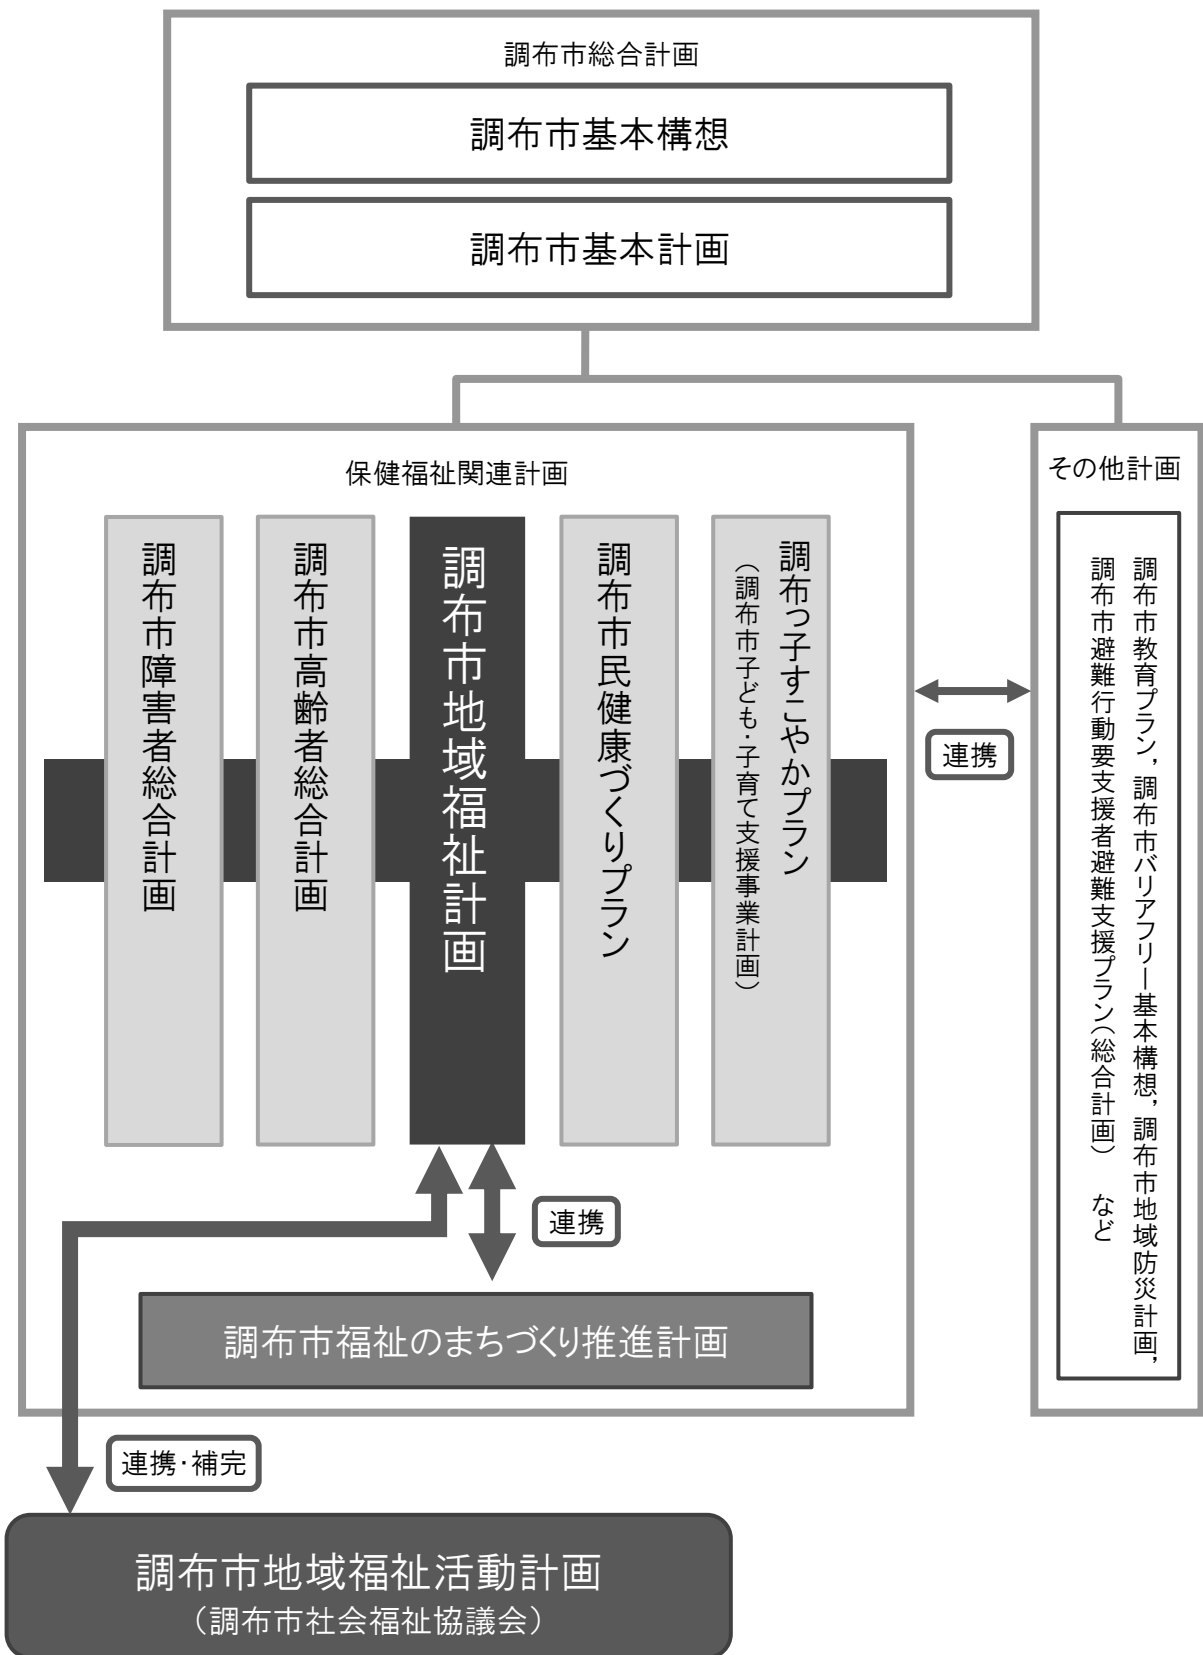 調布市総合計画
調布市基本構想
調布市基本計画
保健福祉関連計画
調布市障害者総合計画
調布市高齢者総合計画
調布市地域福祉計画
調布市民健康づくりプラン
調布っ子すこやかプラン
（調布市子ども・子育て支援事業計画）
連携
その他計画
調布市教育プラン，調布市バリアフリー基本構想，調布市地域防災計画，
調布市避難行動要支援者避難支援プラン（総合計画）　など
連携
調布市福祉のまちづくり推進計画
連携・補完
調布市地域福祉活動計画
（調布市社会福祉協議会）